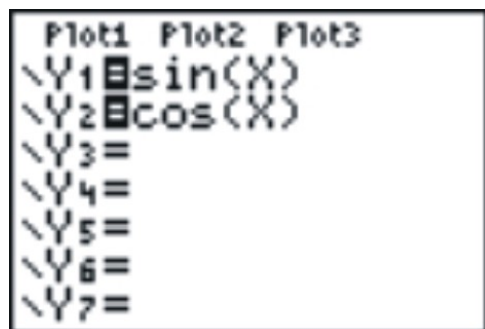 Plot1 Plot2 Plot3
\Y1=sin(X)
\Y2=cos(X)
\Y3=
\Y4=
\Y5=
\Y6=
\Y7=